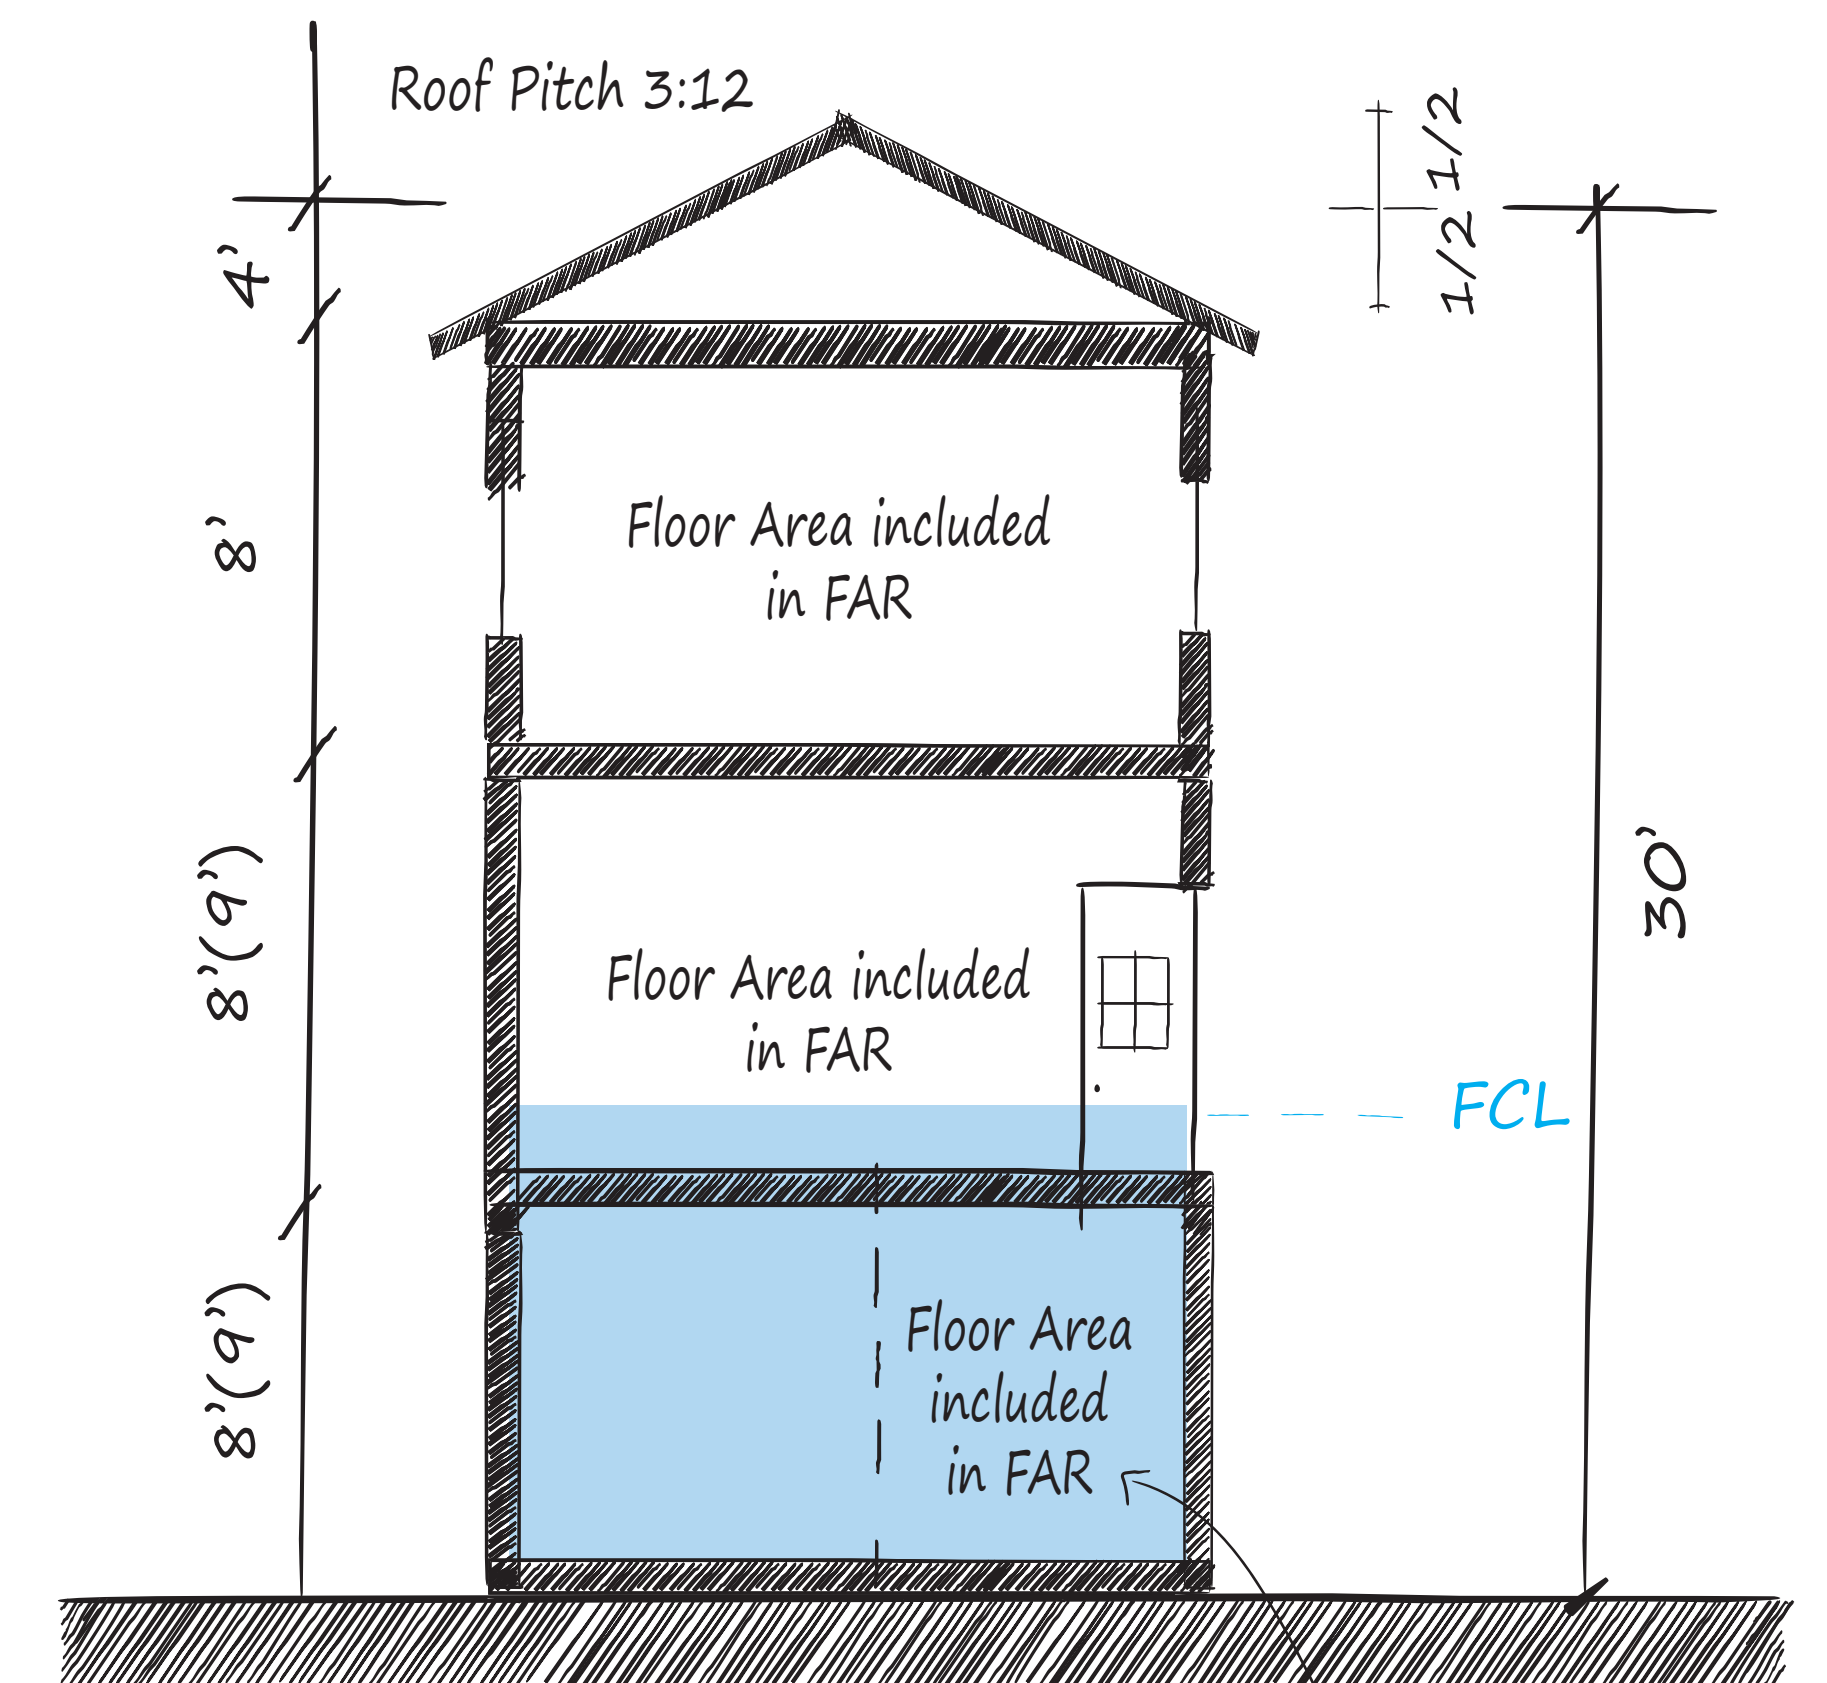 Roof Pitch 3:12
1/2 1/2
4'
8'
Floor Area included
in FAR
8'(9')
30'
Floor Area included
in FAR
FCL
8'(9')
Floor Area
included
in FAR